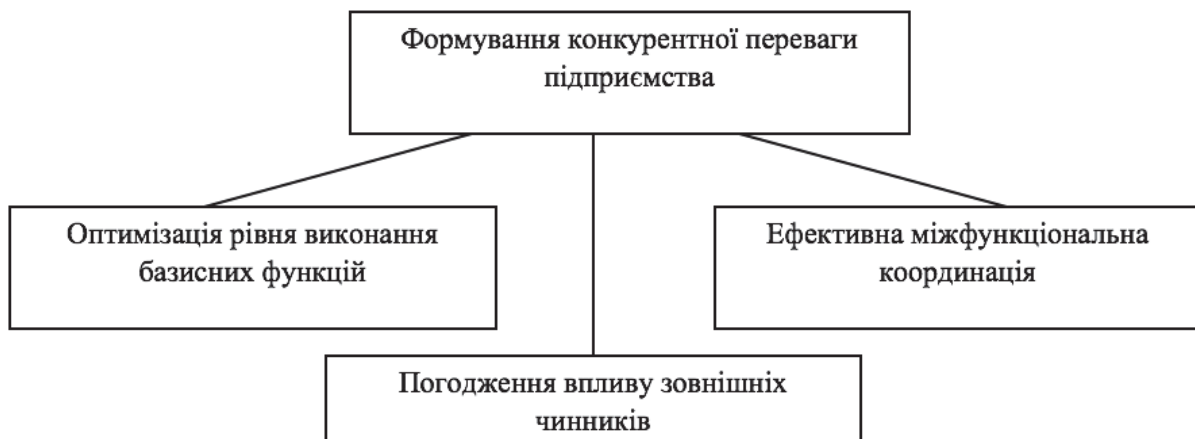 Формування конкурентної переваги
підприємства
Оптимізація рівня виконання
базисних функцій
Ефективна міжфункціональна
координація
Погодження впливу зовнішніх
чинників